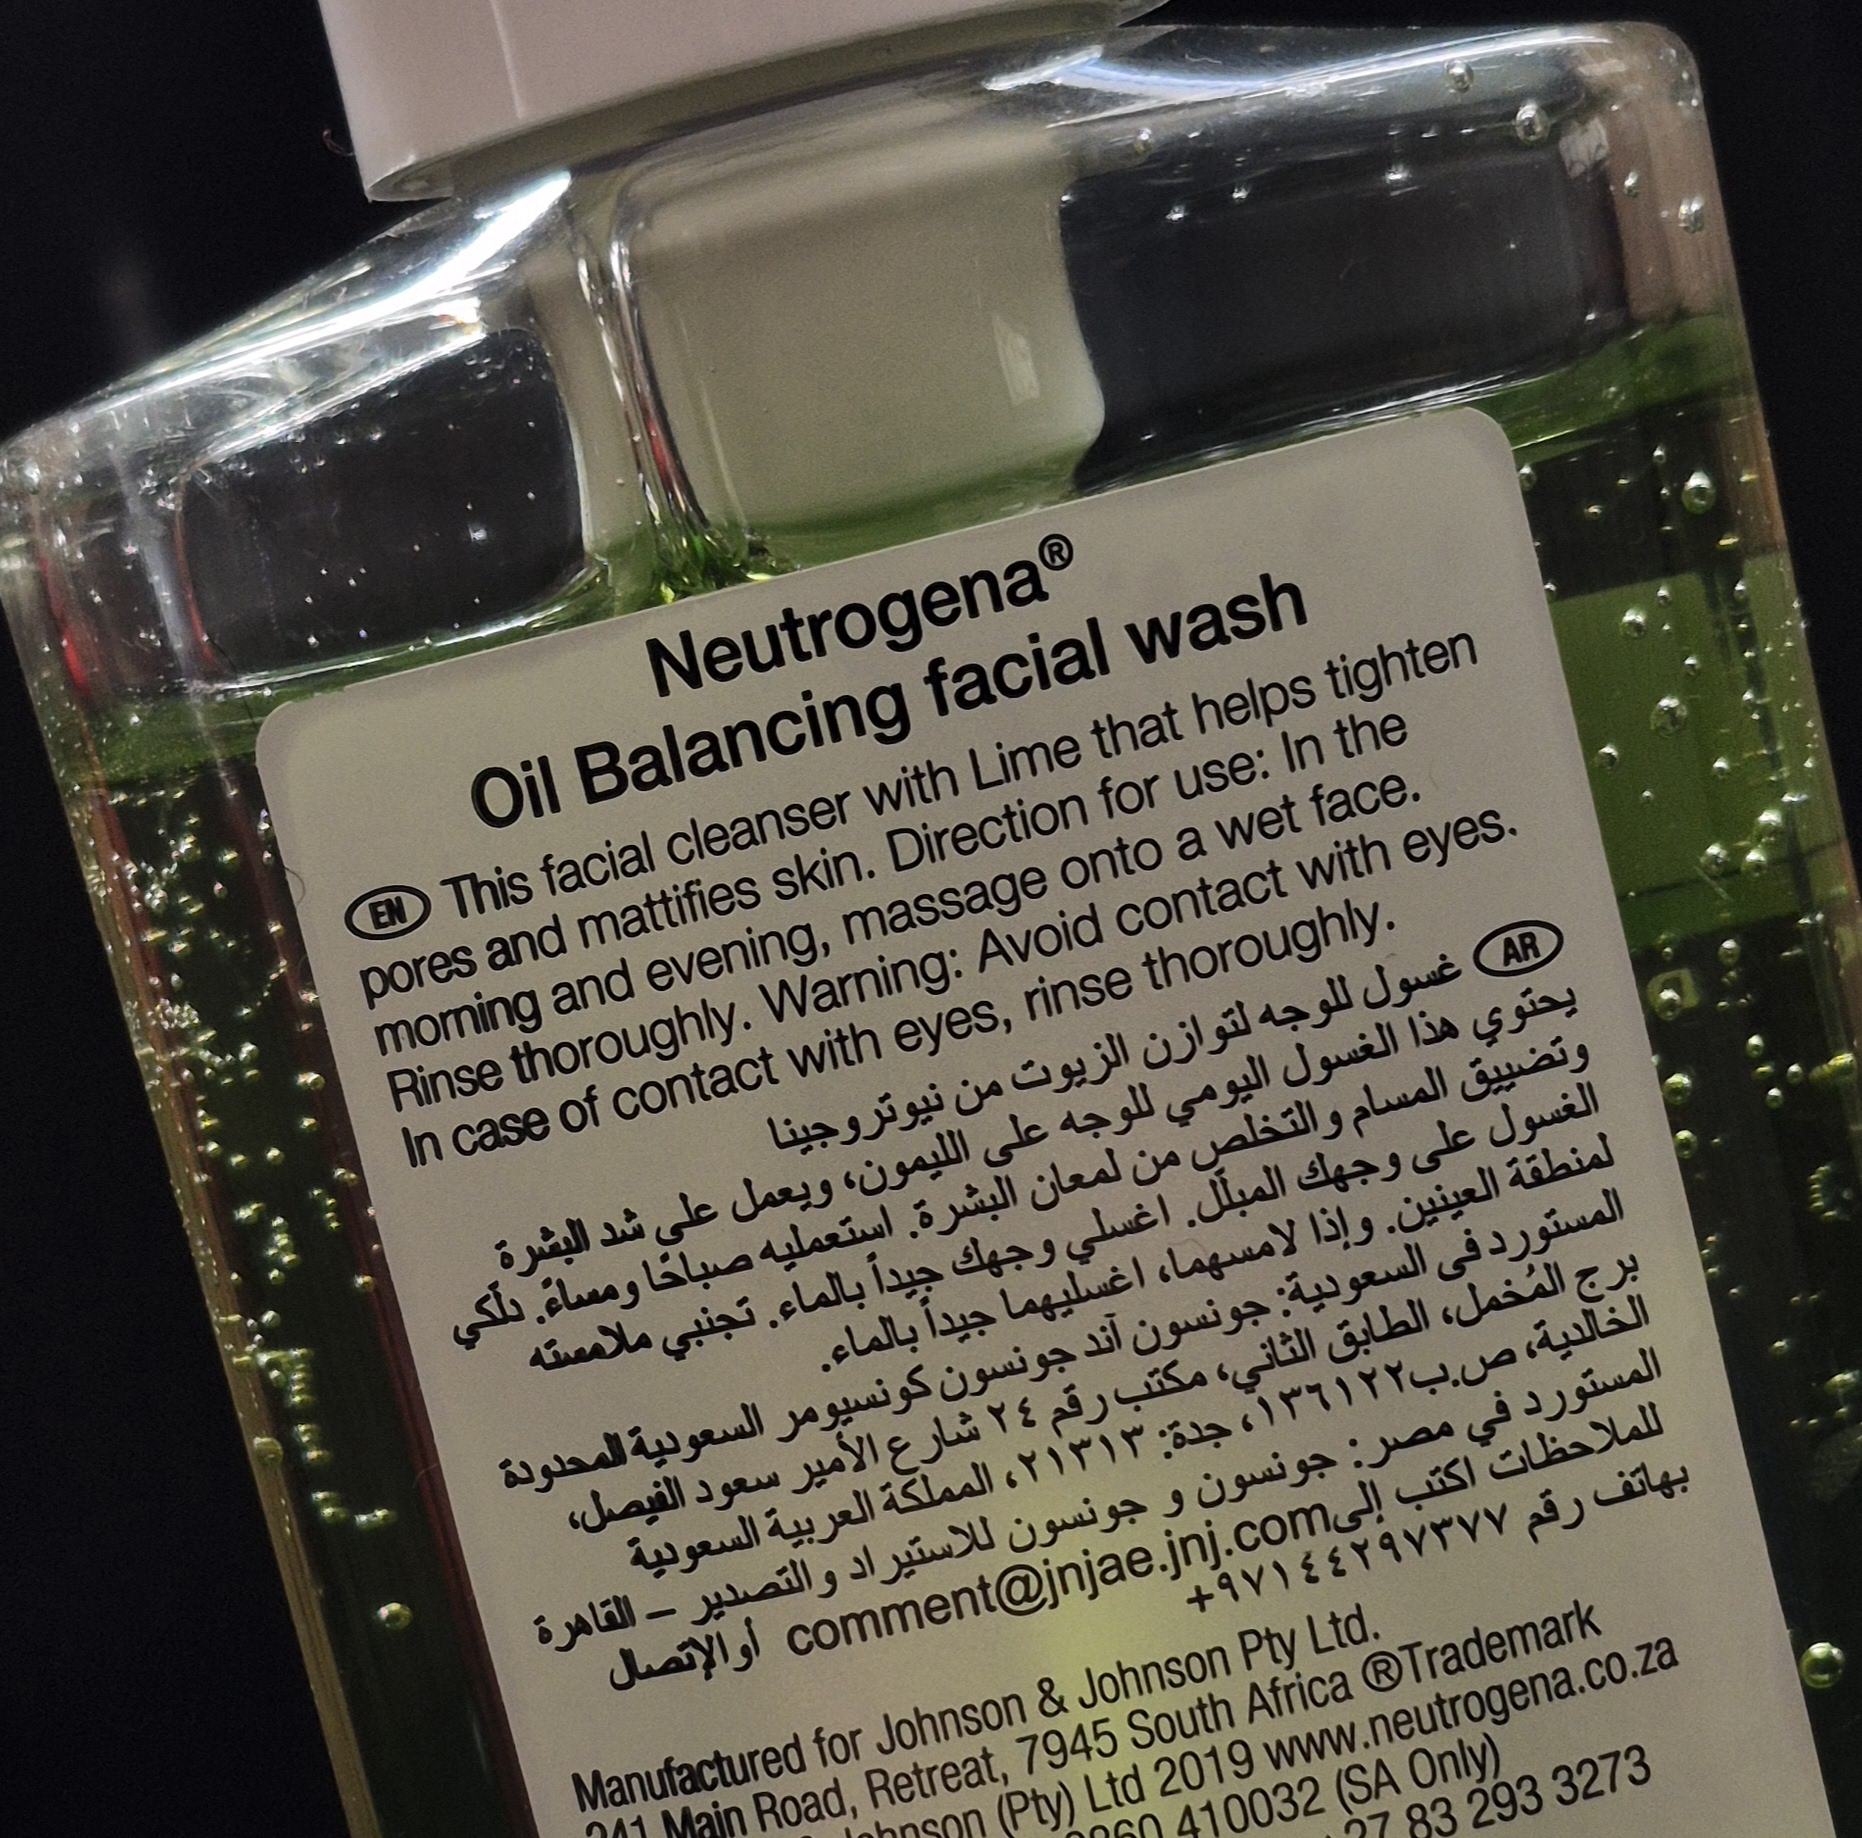 Neutrogena®
Oil Balancing facial wash
EN This facial cleanser with Lime that helps tighten
pores and mattifies skin. Direction for use: In the
morning and evening, massage onto a wet face.
Rinse thoroughly. Warning: Avoid contact with eyes.
In case of contact with eyes, rinse thoroughly.
AR غسول للوجه لتوازن الزيوت من نيوتروجينا
يحتوي هذا الغسول اليومي للوجه على الليمون، ويعمل على شد البشرة
وتضييق المسام والتخلص من لمعان البشرة. استعمليه صباحًا ومساءً. دلّكي
الغسول على وجهك المبلّل. اغسلي وجهك جيداً بالماء. تجنبي ملامسته
لمنطقة العينين. وإذا لامسهما، اغسليهما جيداً بالماء.
المستورد في السعودية: جونسون آند جونسون كونسيومر السعودية المحدودة
برج المُخمل، الطابق الثاني، مكتب رقم ٢٤ شارع الأمير سعود الفيصل،
الخالدية، ص.ب١٣٦١٢٢، جدة: ٢١٣١٣، المملكة العربية السعودية
المستورد في مصر: جونسون و جونسون للاستيراد والتصدير – القاهرة
للملاحظات اكتب إلى comment@jnjae.jnj.com أو الإتصال
بهاتف رقم ٩٧١٤٤٢٩٧٣٧٧+
Manufactured for Johnson & Johnson Pty Ltd.
241 Main Road, Retreat, 7945 South Africa ®Trademark
Johnson (Pty) Ltd 2019 www.neutrogena.co.za
0860 410032 (SA Only)
27 83 293 3273